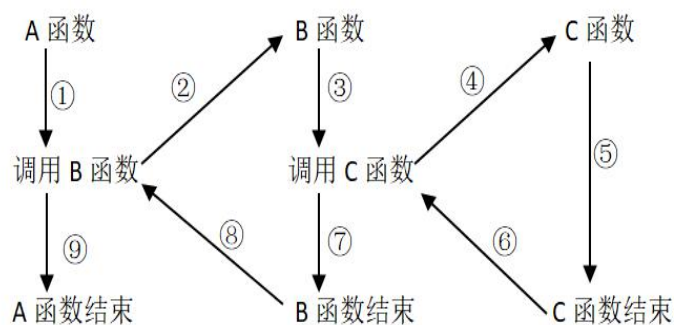 A 函数 B 函数 C 函数
① ② ③ ④
调用 B 函数 调用 C 函数 ⑤
⑨ ⑧ ⑦ ⑥
A 函数结束 B 函数结束 C 函数结束